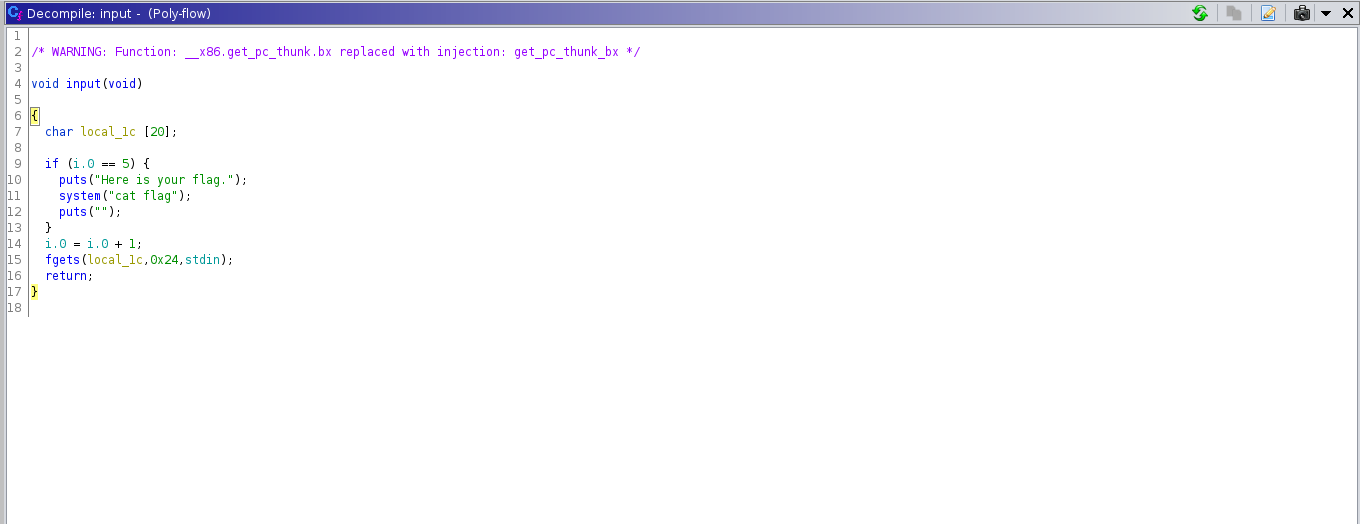 Decompile: input - (Poly-flow)
1
2 /* WARNING: Function: __x86.get_pc_thunk.bx replaced with injection: get_pc_thunk_bx */
3
4 void input(void)
5
6 {
7 char local_1c [20];
8
9 if (i.0 == 5) {
10 puts("Here is your flag.");
11 system("cat flag");
12 puts("");
13 }
14 i.0 = i.0 + 1;
15 fgets(local_1c,0x24,stdin);
16 return;
17 }
18